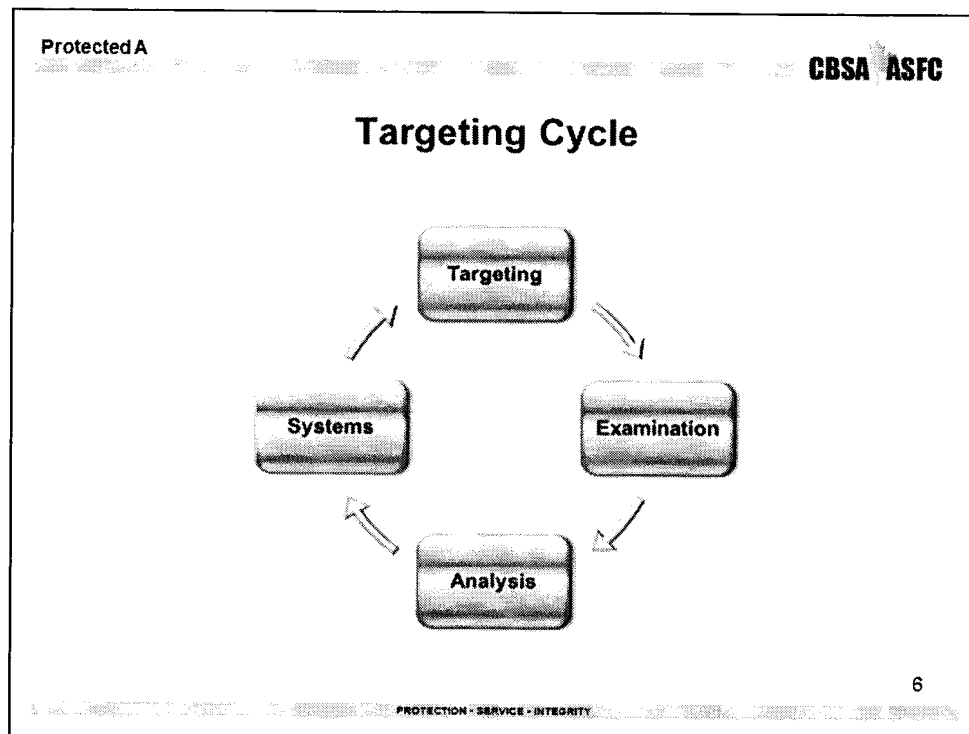 Protected A
CBSA ASFC
Targeting Cycle
Targeting
Systems
Examination
Analysis
6
PROTECTION • SERVICE • INTEGRITY